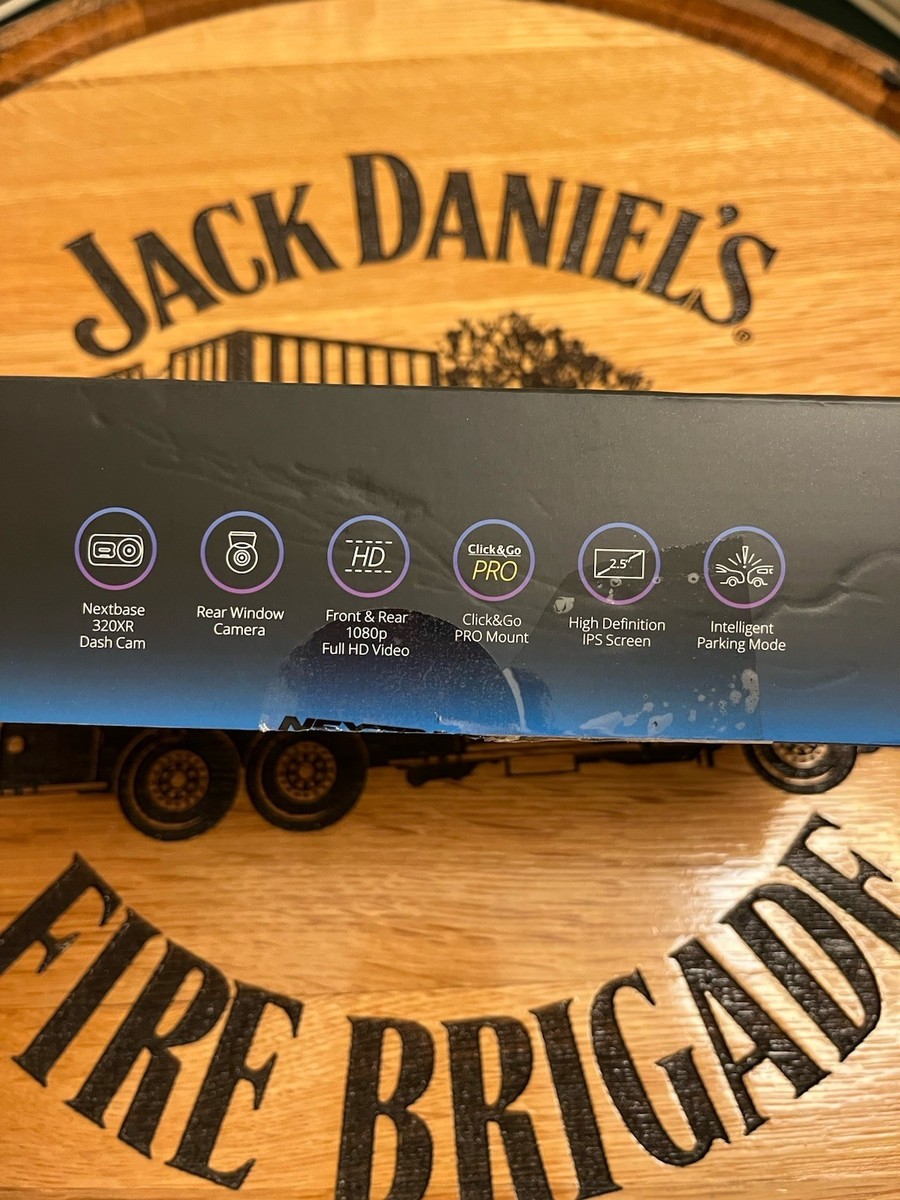 JACK DANIEL'S®
Nextbase
320XR
Dash Cam
Rear Window
Camera
HD
Front & Rear
1080p
Full HD Video
Click&Go
PRO
Click&Go
PRO Mount
2.5"
High Definition
IPS Screen
Intelligent
Parking Mode
FIRE BRIGADE